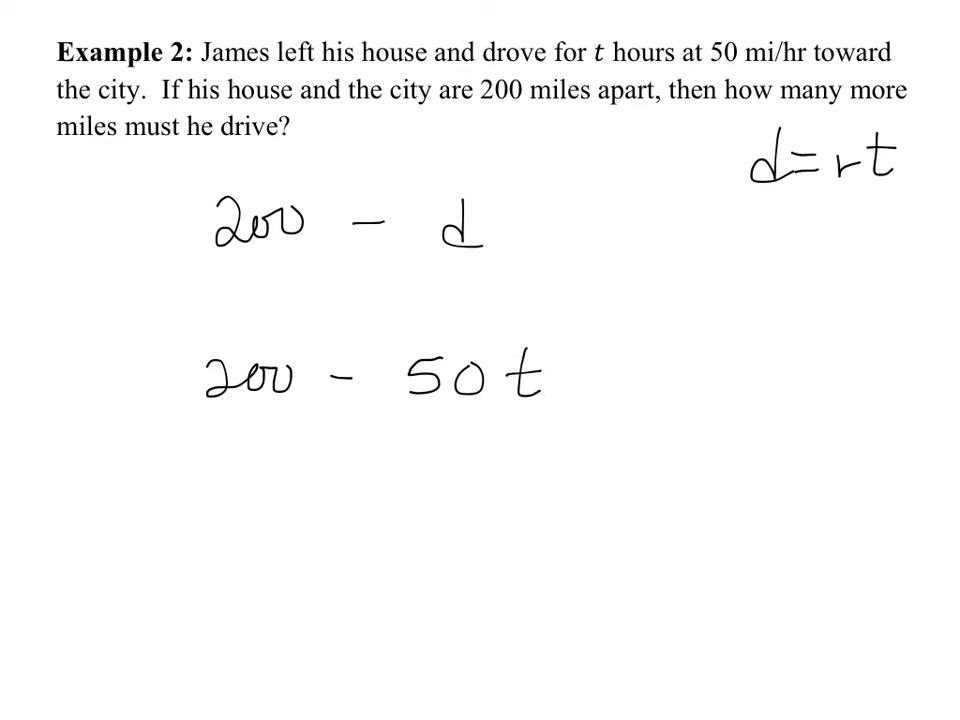 Example 2: James left his house and drove for t hours at 50 mi/hr toward
the city. If his house and the city are 200 miles apart, then how many more
miles must he drive?
d=rt
200 - d
200 - 50t